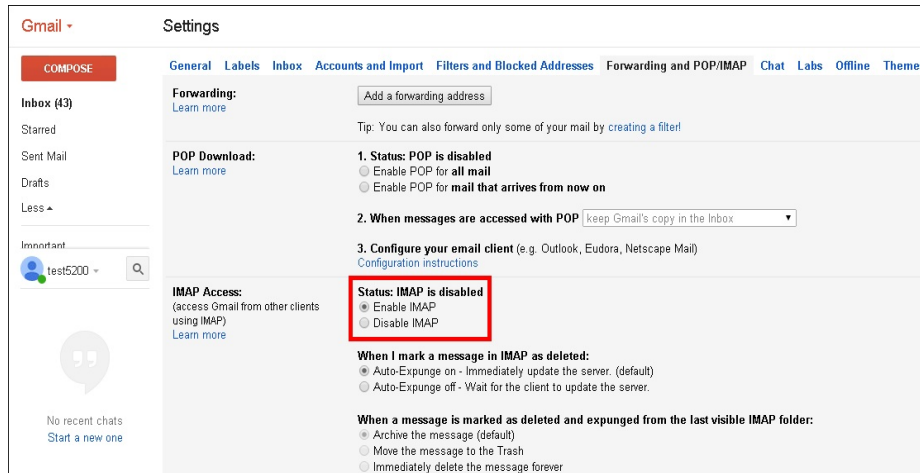 Gmail
Settings
COMPOSE
General Labels Inbox Accounts and Import Filters and Blocked Addresses Forwarding and POP/IMAP Chat Labs Offline Theme
Inbox (43)
Starred
Sent Mail
Drafts
Less
Important
test5200
No recent chats
Start a new one
Forwarding:
Learn more
Add a forwarding address
Tip: You can also forward only some of your mail by creating a filter!
POP Download:
Learn more
1. Status: POP is disabled
Enable POP for all mail
Enable POP for mail that arrives from now on
2. When messages are accessed with POP keep Gmail's copy in the Inbox
3. Configure your email client (e.g. Outlook, Eudora, Netscape Mail)
Configuration instructions
IMAP Access:
(access Gmail from other clients
using IMAP)
Learn more
Status: IMAP is disabled
Enable IMAP
Disable IMAP
When I mark a message in IMAP as deleted:
Auto-Expunge on - Immediately update the server. (default)
Auto-Expunge off - Wait for the client to update the server.
When a message is marked as deleted and expunged from the last visible IMAP folder:
Archive the message (default)
Move the message to the Trash
Immediately delete the message forever